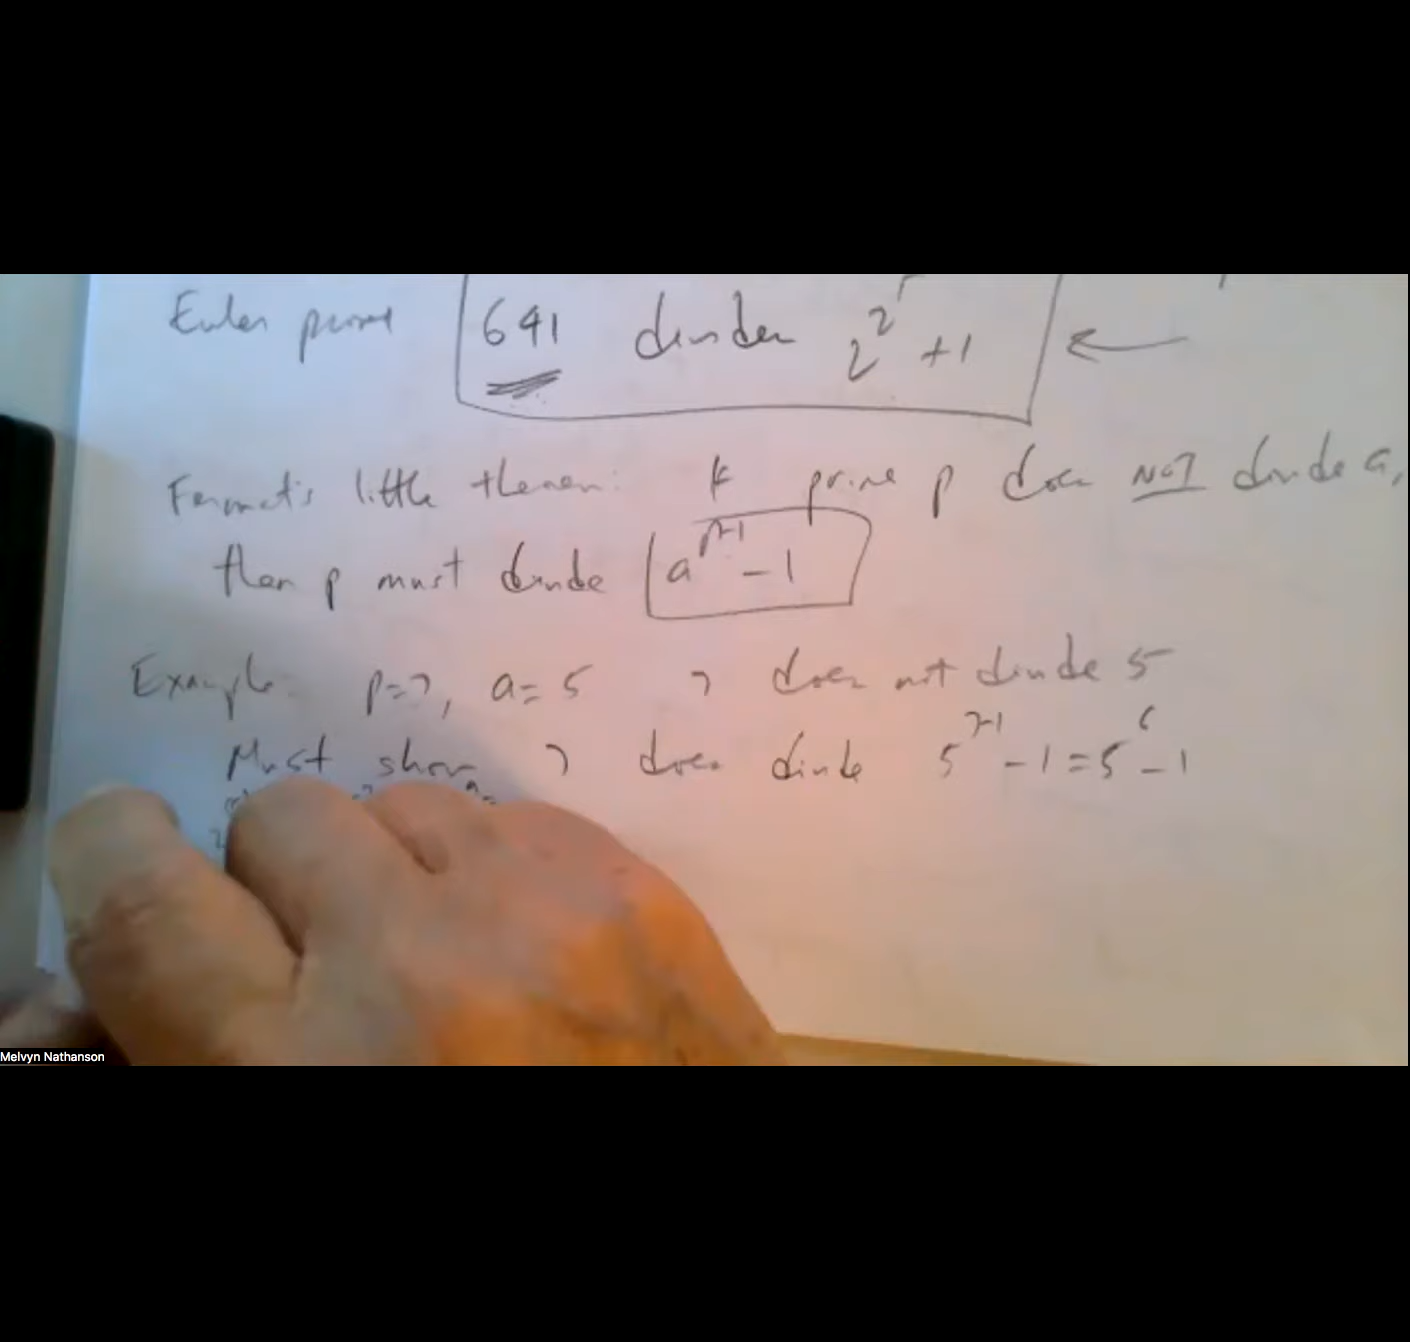 Euler proved 641 divides 2^2^5 + 1 ←
Fermat's little theorem: If prime p does NOT divide a,
then p must divide a^p-1 - 1
Example: p=7, a=5 7 does not divide 5
Must show 7 does divide 5^7-1 - 1 = 5^6 - 1
Melvyn Nathanson